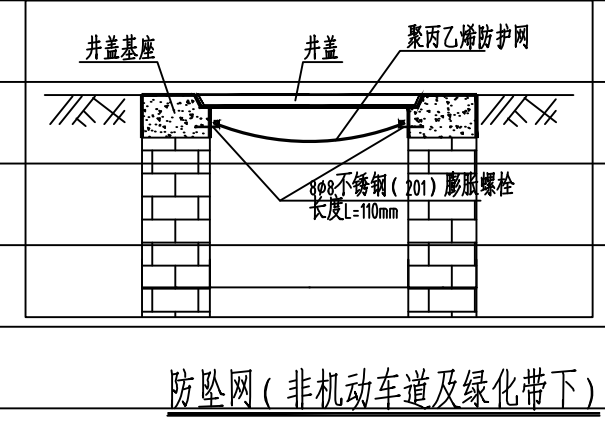 聚丙乙烯防护网
井盖基座
井盖
8φ8不锈钢(201)膨胀螺栓
长度L=110mm
防坠网(非机动车道及绿化带下)